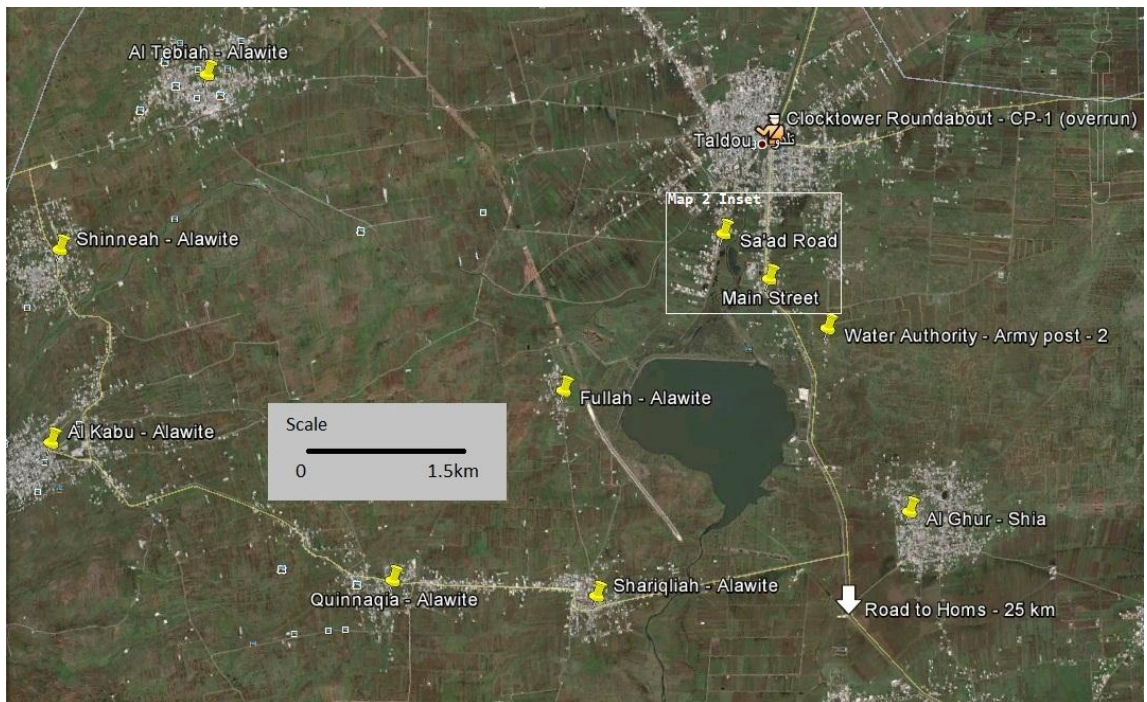 Al Tebiah - Alawite
Clocktower Roundabout - CP-1 (overrun)
Taldou
تلدو
Map 2 Inset
Shinneah - Alawite
Sa'ad Road
Main Street
Water Authority - Army post - 2
Fullah - Alawite
Scale
0 1.5km
Al Kabu - Alawite
Al Ghur - Shia
Quinnaqia - Alawite
Shariqliah - Alawite
Road to Homs - 25 km